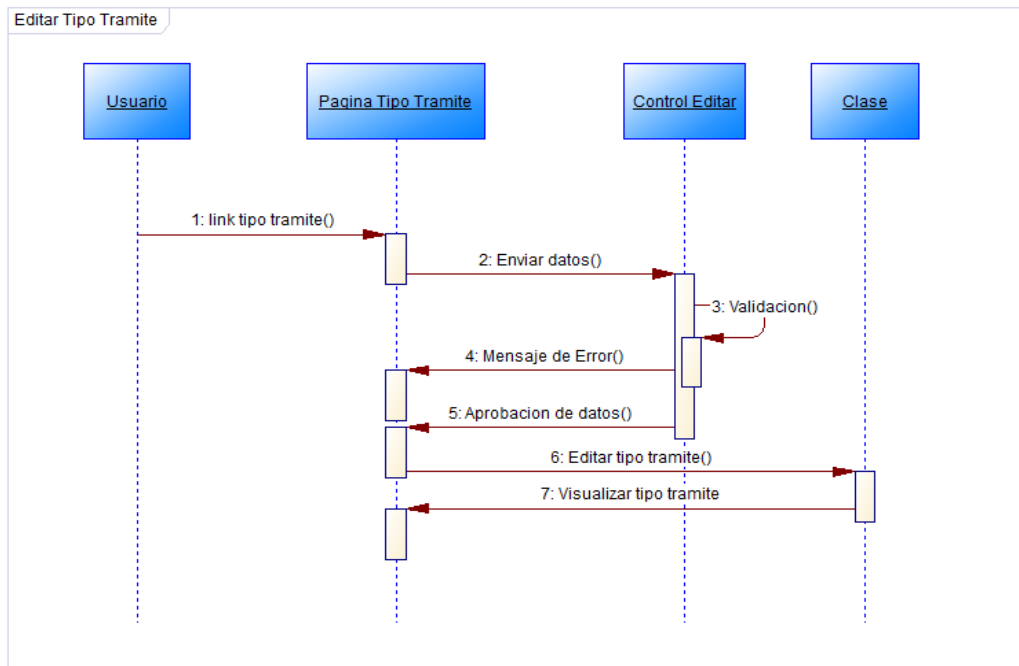 Editar Tipo Tramite
Usuario
Pagina Tipo Tramite
Control Editar
Clase
1: link tipo tramite()
2: Enviar datos()
3: Validacion()
4: Mensaje de Error()
5: Aprobacion de datos()
6: Editar tipo tramite()
7: Visualizar tipo tramite